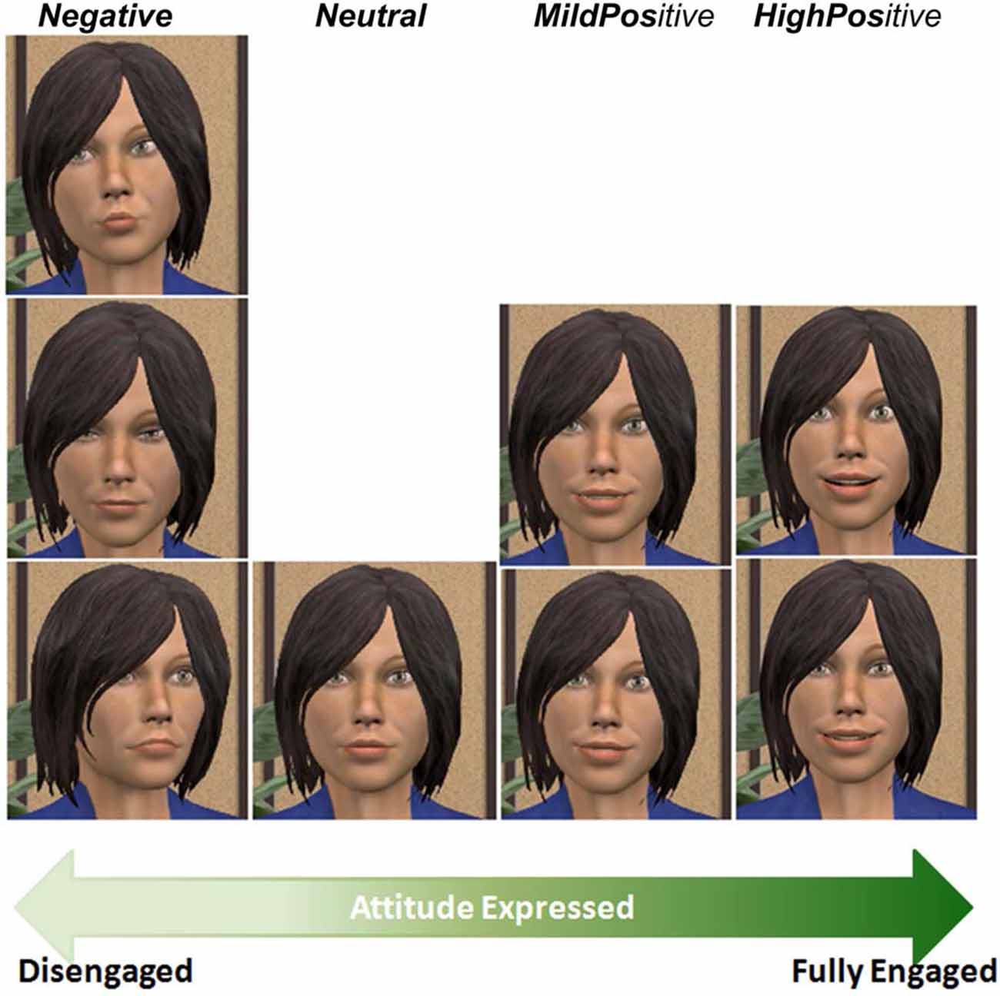 Negative Neutral MildPositive HighPositive
Attitude Expressed
Disengaged Fully Engaged